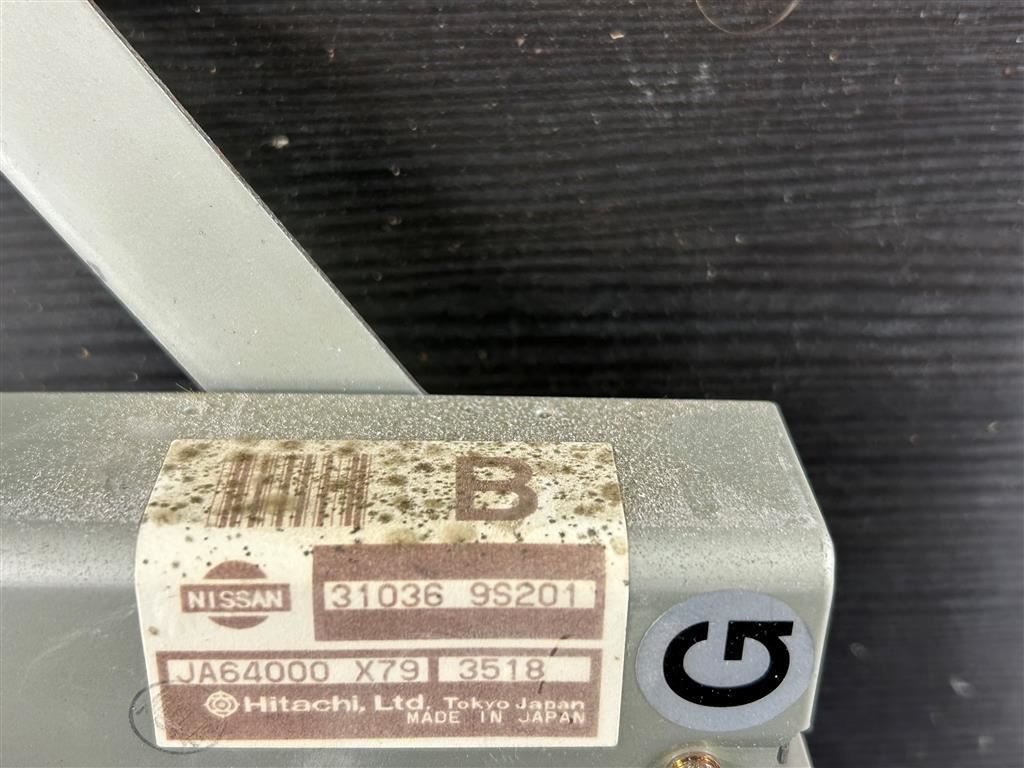 B
NISSAN
31036 9S201
JA64000 X79 3518
Hitachi, Ltd. Tokyo Japan
MADE IN JAPAN
G